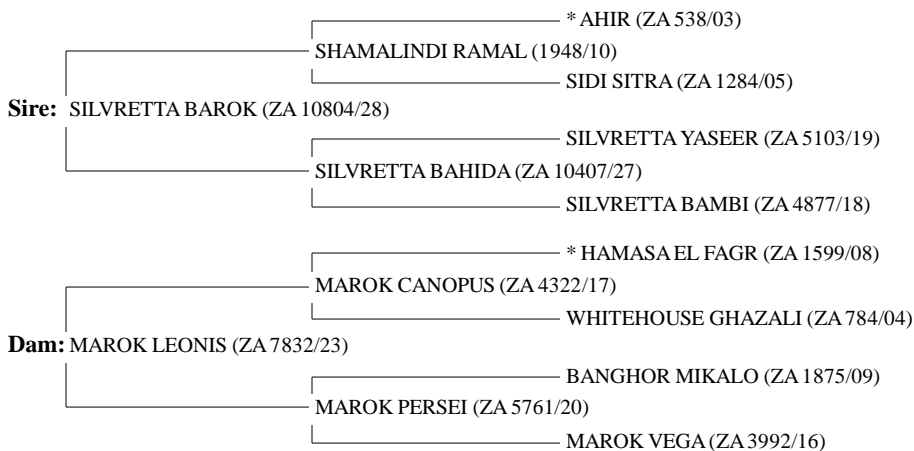 * AHIR (ZA 538/03)
SHAMALINDI RAMAL (1948/10)
SIDI SITRA (ZA 1284/05)
Sire: SILVRETTA BAROK (ZA 10804/28)
SILVRETTA YASEER (ZA 5103/19)
SILVRETTA BAHIDA (ZA 10407/27)
SILVRETTA BAMBI (ZA 4877/18)
* HAMASA EL FAGR (ZA 1599/08)
MAROK CANOPUS (ZA 4322/17)
WHITEHOUSE GHAZALI (ZA 784/04)
Dam: MAROK LEONIS (ZA 7832/23)
BANGHOR MIKALO (ZA 1875/09)
MAROK PERSEI (ZA 5761/20)
MAROK VEGA (ZA 3992/16)